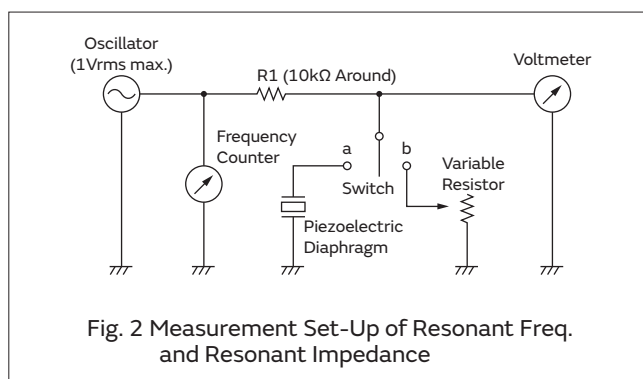 Oscillator
(1Vrms max.)
R1 (10kΩ Around)
Voltmeter
Frequency
Counter
a
b
Switch
Variable
Resistor
Piezoelectric
Diaphragm
Fig. 2 Measurement Set-Up of Resonant Freq.
and Resonant Impedance